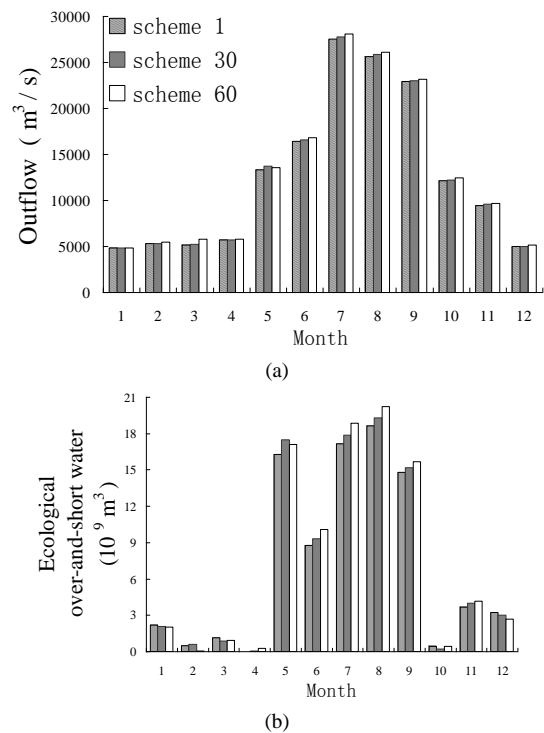 30000
25000
20000
15000
10000
5000
0
Outflow ( m³/s)
scheme 1
scheme 30
scheme 60
1 2 3 4 5 6 7 8 9 10 11 12
Month
(a)
21
18
15
12
9
6
3
0
Ecological
over-and-short water
(10 ⁹ m³)
1 2 3 4 5 6 7 8 9 10 11 12
Month
(b)